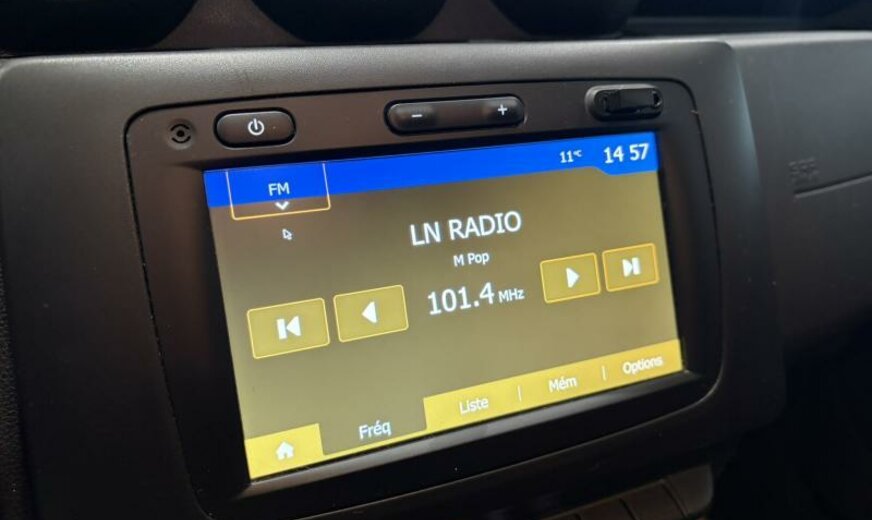 − +
11°C 14 57
FM
LN RADIO
M Pop
101.4 MHz
Fréq Liste | Mém | Options